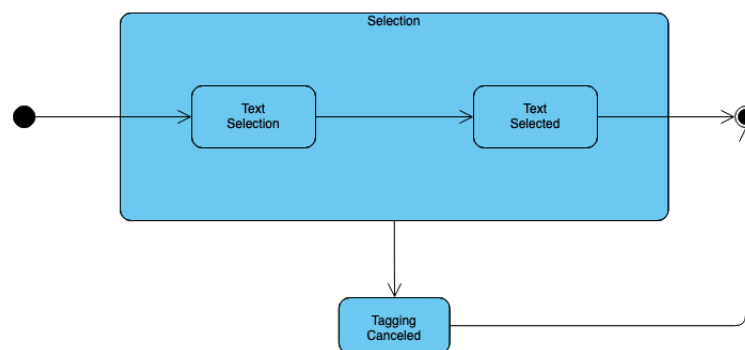 Selection
Text
Selection
Text
Selected
Tagging
Canceled